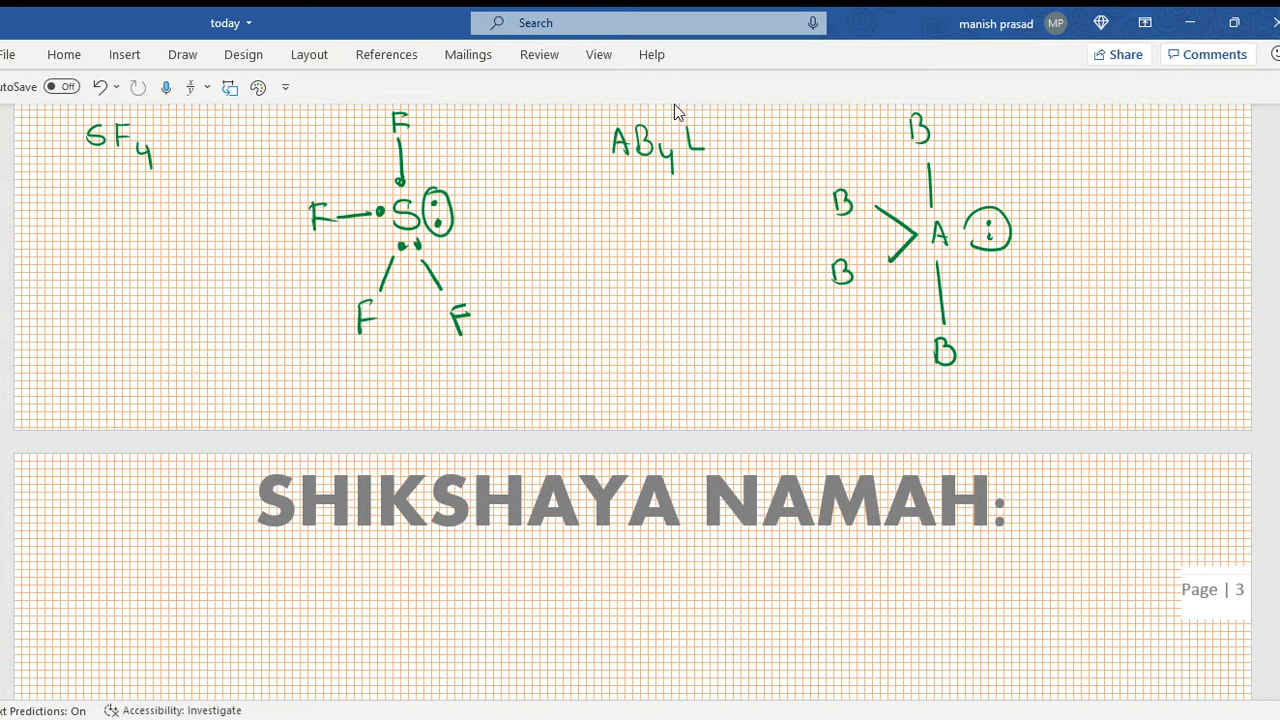 today
Search
manish prasad MP
File Home Insert Draw Design Layout References Mailings Review View Help Share Comments
AutoSave Off
SF4 F AB4L B
F S : B A :
F F B
B
SHIKSHAYA NAMAH:
Page | 3
xt Predictions: On Accessibility: Investigate